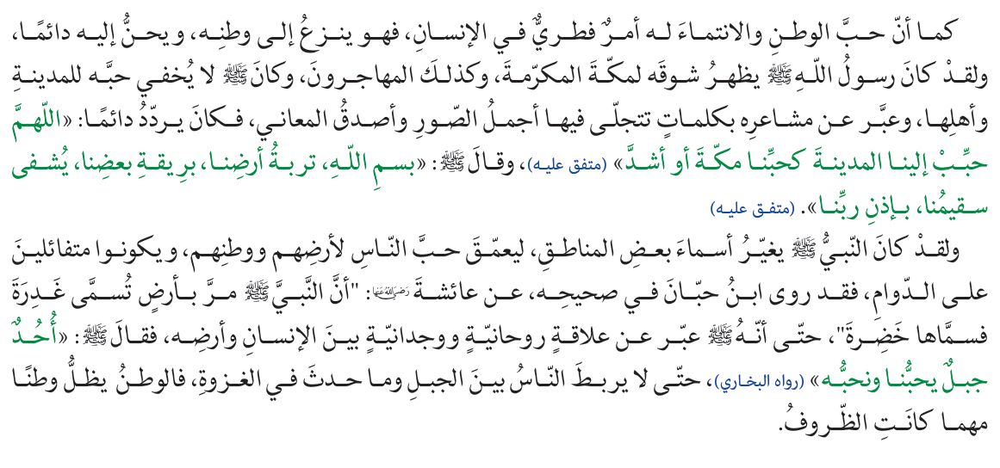 كما أنّ حبَّ الوطنِ والانتماءَ له أمرٌ فطريٌّ في الإنسانِ، فهو ينزعُ إلى وطنِه، ويحنُّ إليه دائمًا،
ولقدْ كانَ رسولُ اللّهِ ﷺ يظهرُ شوقَه لمكّةَ المكرّمةَ، وكذلكَ المهاجرونَ، وكانَ ﷺ لا يُخفي حبَّه للمدينةِ
وأهلِها، وعبَّر عن مشاعرِه بكلماتٍ تتجلّى فيها أجملُ الصّورِ وأصدقُ المعاني، فكانَ يردّدُ دائمًا: «اللّهمَّ
حبِّبْ إلينا المدينةَ كحبِّنا مكّةَ أو أشدَّ» (متفق عليه)، وقالَ ﷺ: «بسمِ اللّهِ، تربةُ أرضِنا، برِيقةِ بعضِنا، يُشفى
سقيمُنا، بإذنِ ربِّنا». (متفق عليه)
ولقدْ كانَ النّبيُّ ﷺ يغيّرُ أسماءَ بعضِ المناطقِ، ليعمّقَ حبَّ النّاسِ لأرضِهم ووطنِهم، ويكونوا متفائلينَ
على الدّوامِ، فقد روى ابنُ حبّانَ في صحيحِه، عن عائشةَ رضي الله عنها: "أنَّ النَّبيَّ ﷺ مرَّ بأرضٍ تُسمَّى غَدِرَةَ
فسمَّاها خَضِرةَ"، حتّى أنّهُ ﷺ عبّر عن علاقةٍ روحانيّةٍ ووجدانيّةٍ بينَ الإنسانِ وأرضِه، فقالَ ﷺ: «أُحُدٌ
جبلٌ يحبُّنا ونحبُّه» (رواه البخاري)، حتّى لا يربطَ النّاسُ بينَ الجبلِ وما حدثَ في الغزوةِ، فالوطنُ يظلُّ وطنًا
مهما كانَتِ الظّروفُ.